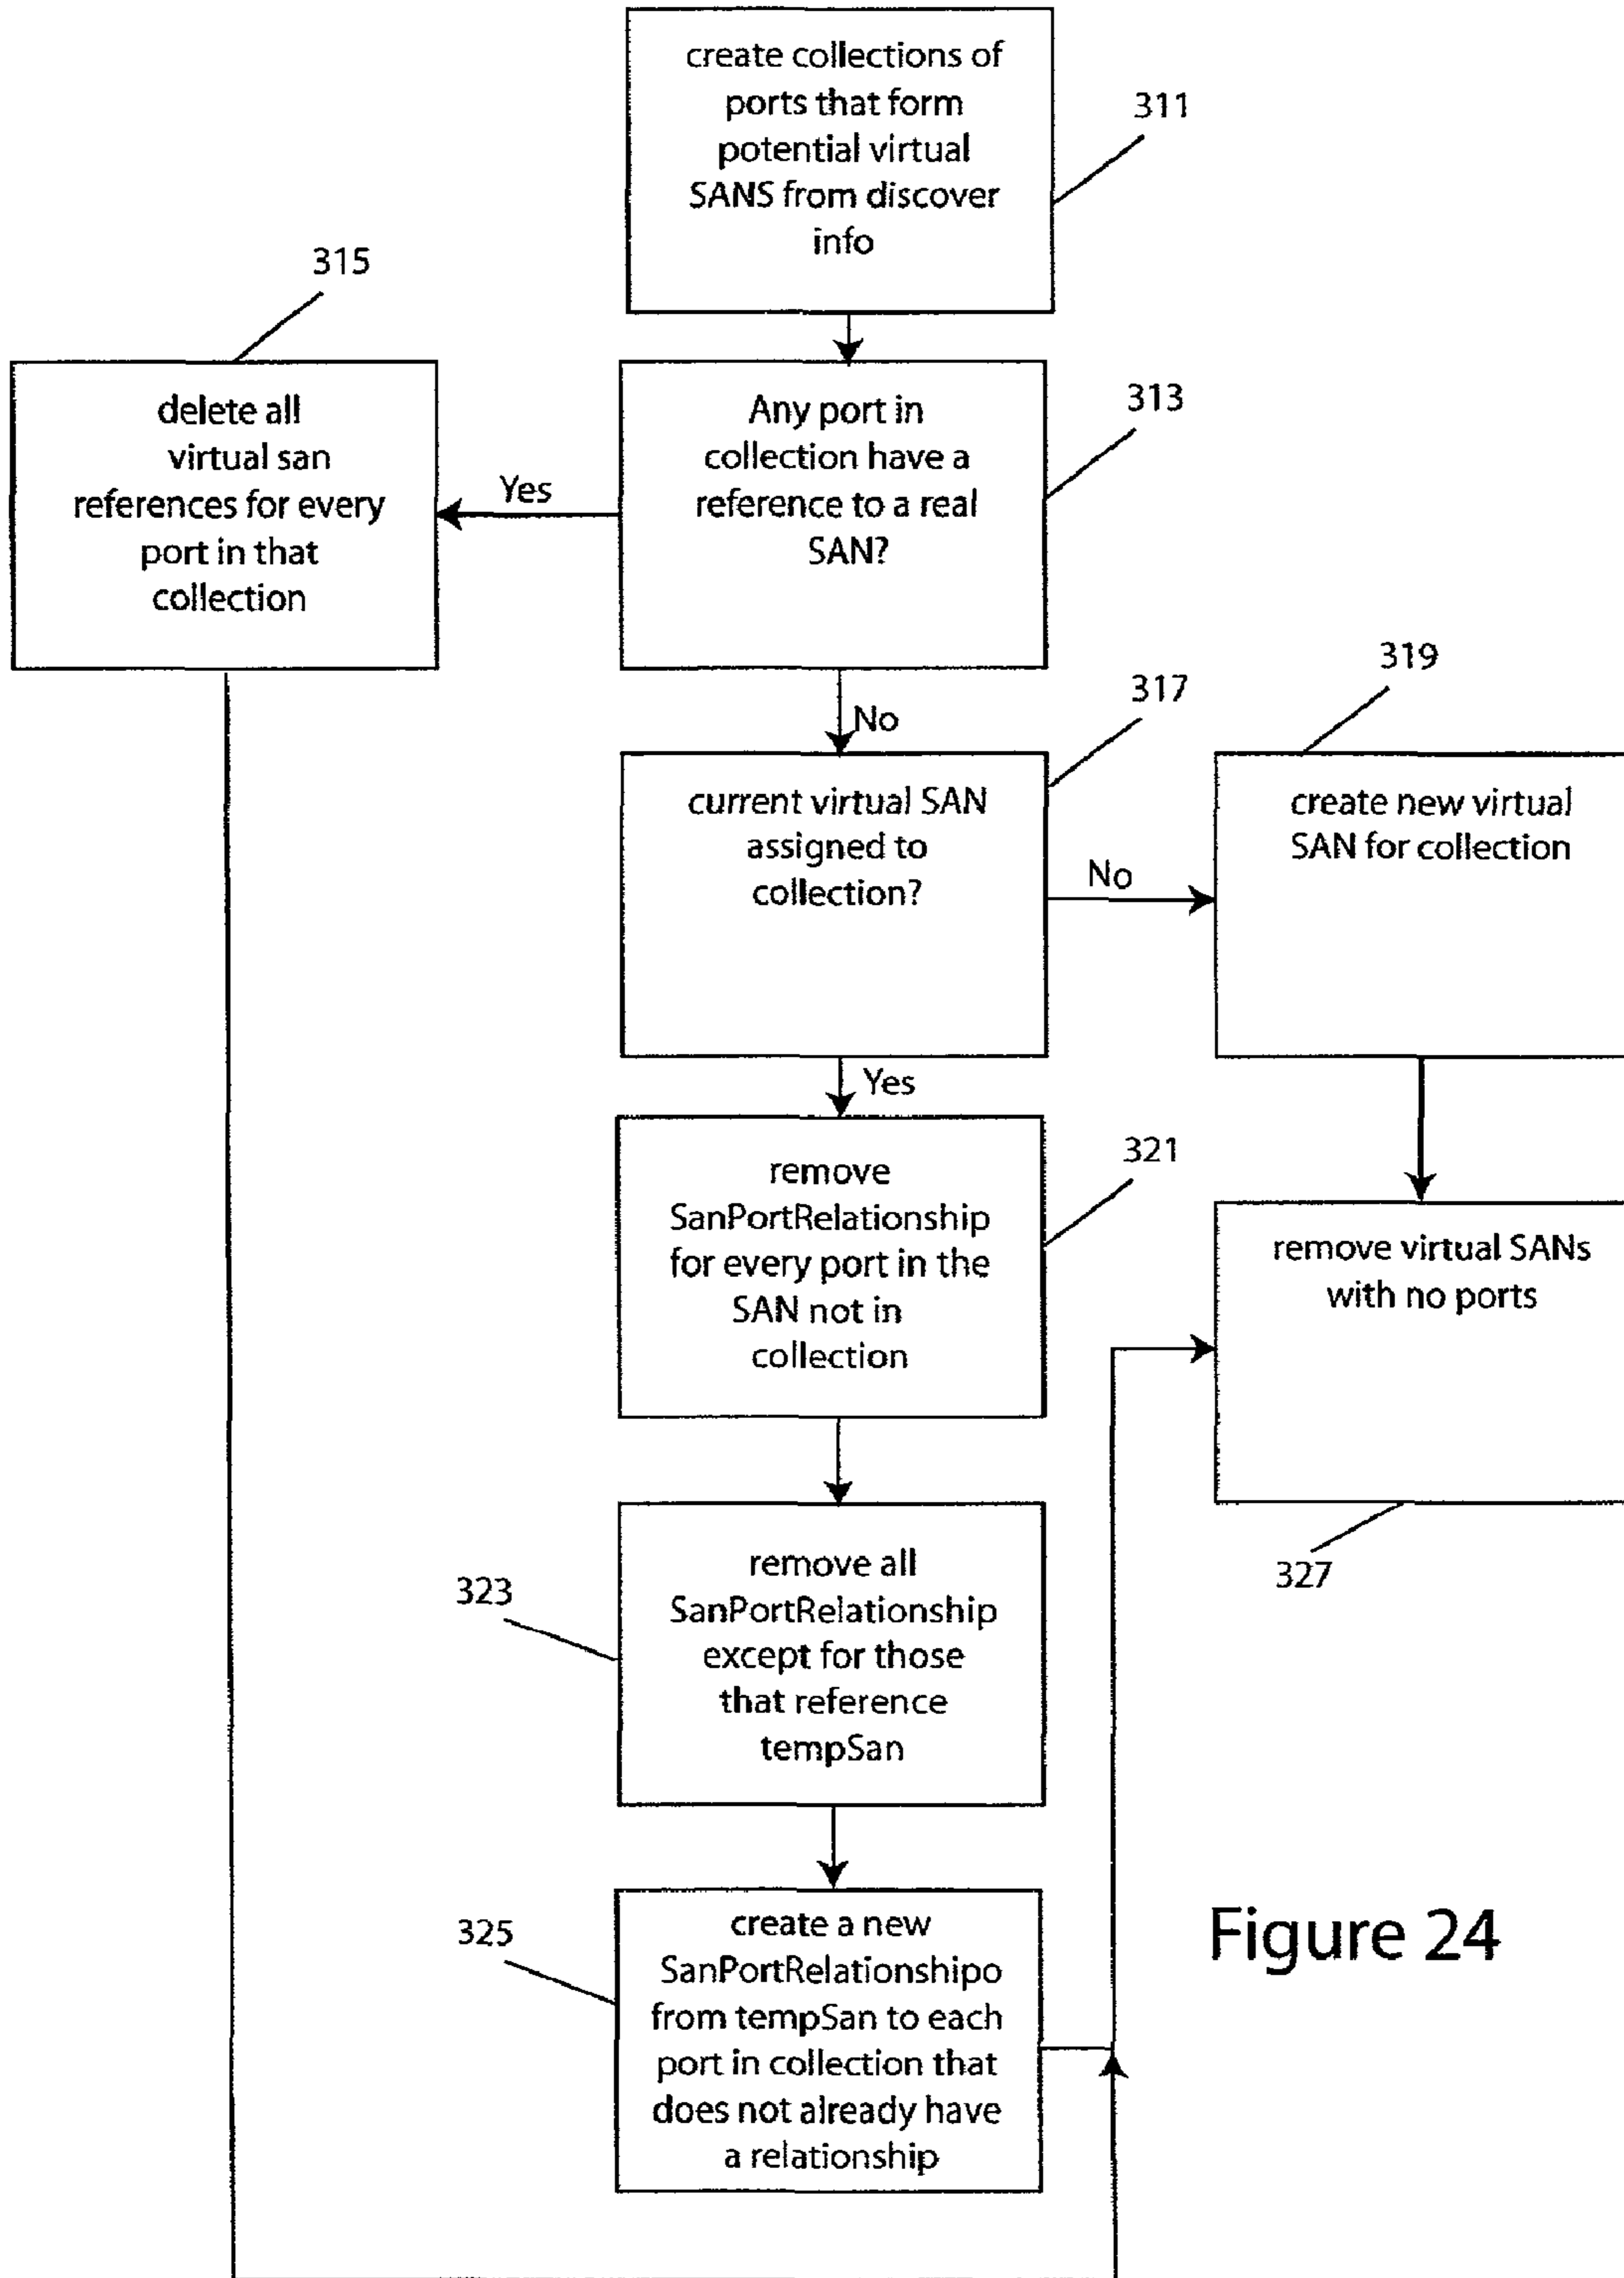 create collections of
ports that form
potential virtual
SANS from discover
info
311
315
delete all
virtual san
references for every
port in that
collection
Yes
Any port in
collection have a
reference to a real
SAN?
313
No
317
319
current virtual SAN
assigned to
collection?
No
create new virtual
SAN for collection
Yes
remove
SanPortRelationship
for every port in the
SAN not in
collection
321
remove virtual SANs
with no ports
327
323
remove all
SanPortRelationship
except for those
that reference
tempSan
325
create a new
SanPortRelationshipo
from tempSan to each
port in collection that
does not already have
a relationship
Figure 24